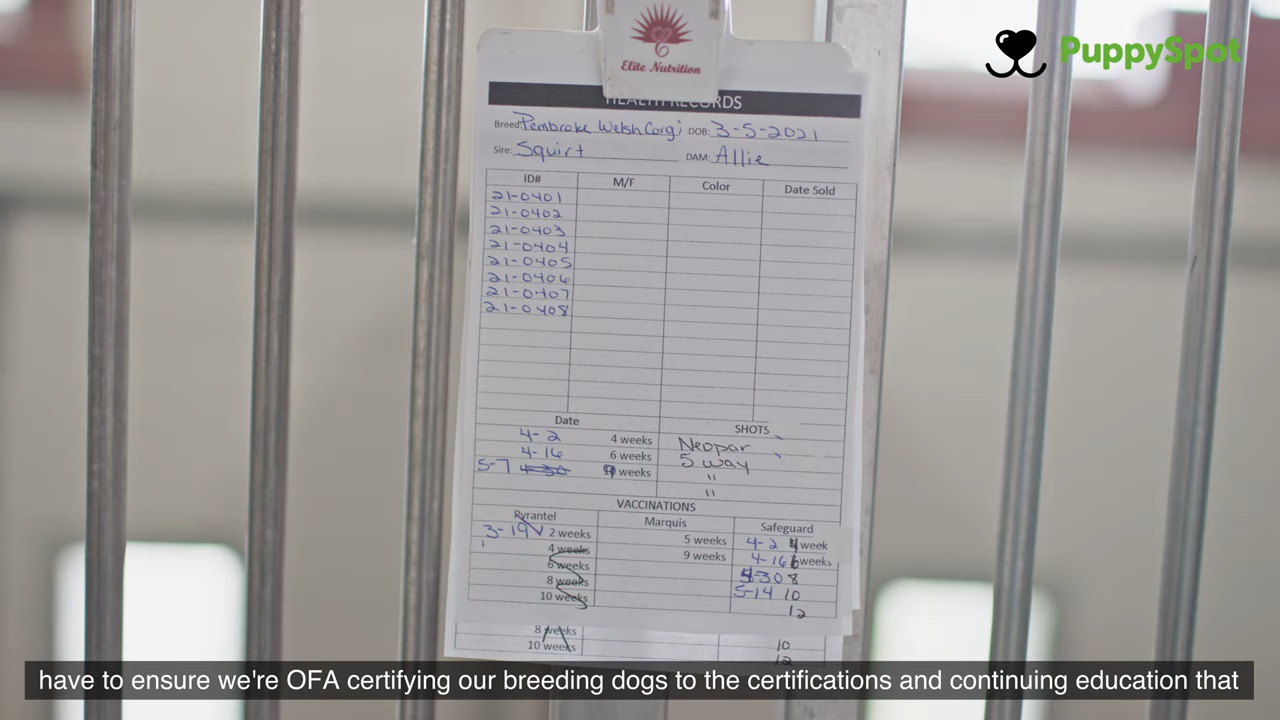 Elite Nutrition
PuppySpot
HEALTH RECORDS
Breed: Pembroke Welsh Corgi DOB: 3-5-2021
Sire: Squirt DAM: Allie
ID# M/F Color Date Sold
21-0401
21-0402
21-0403
21-0404
21-0405
21-0406
21-0407
21-0408
Date SHOTS
4-2 4 weeks Neopar
4-16 6 weeks 5 way
5-7 4-30 weeks "
"
VACCINATIONS
Pyrantel Marquis Safeguard
3-19 ✓ 2 weeks 5 weeks 4-2 4 week
4 weeks 9 weeks 4-16 6 weeks
6 weeks 4-30 8
8 weeks 5-14 10
10 weeks 12
8 weeks 10
10 weeks 12
have to ensure we're OFA certifying our breeding dogs to the certifications and continuing education that